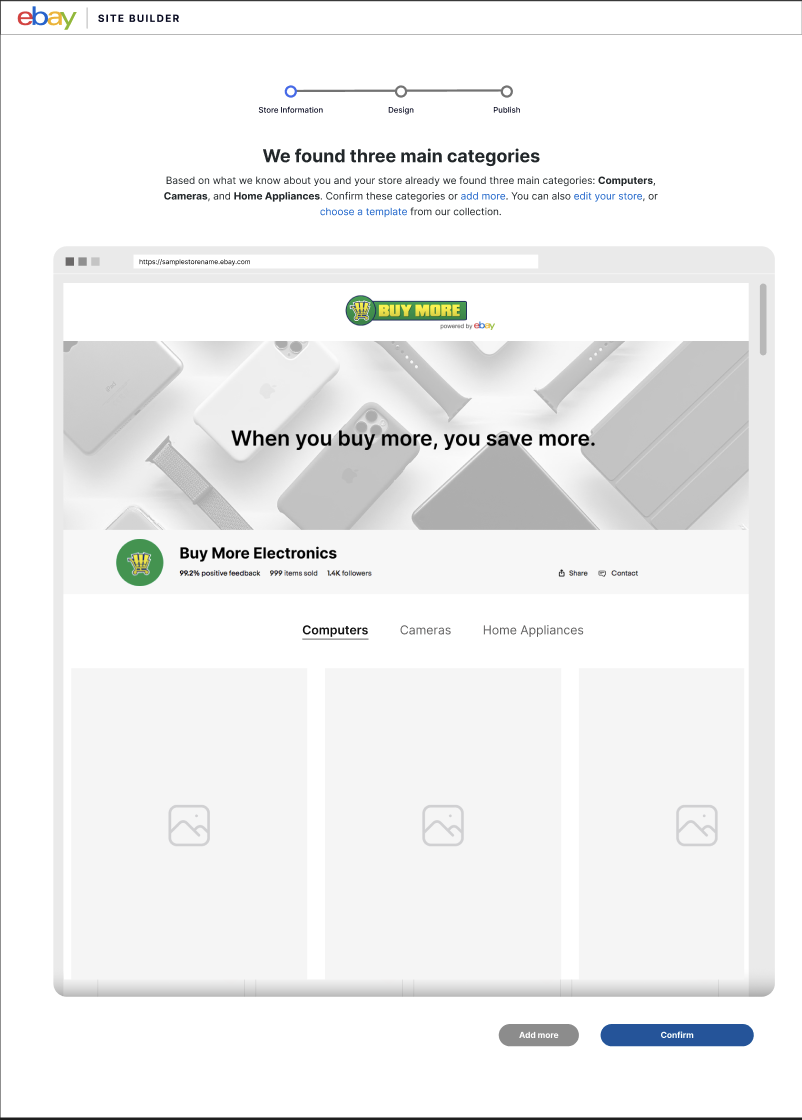 ebay SITE BUILDER
Store Information Design Publish
We found three main categories
Based on what we know about you and your store already we found three main categories: Computers,
Cameras, and Home Appliances. Confirm these categories or add more. You can also edit your store, or
choose a template from our collection.
https://samplestorename.ebay.com
BUY MORE
powered by ebay
When you buy more, you save more.
Buy More Electronics
99.2% positive feedback 999 items sold 1.4K followers
Share Contact
Computers Cameras Home Appliances
Add more Confirm